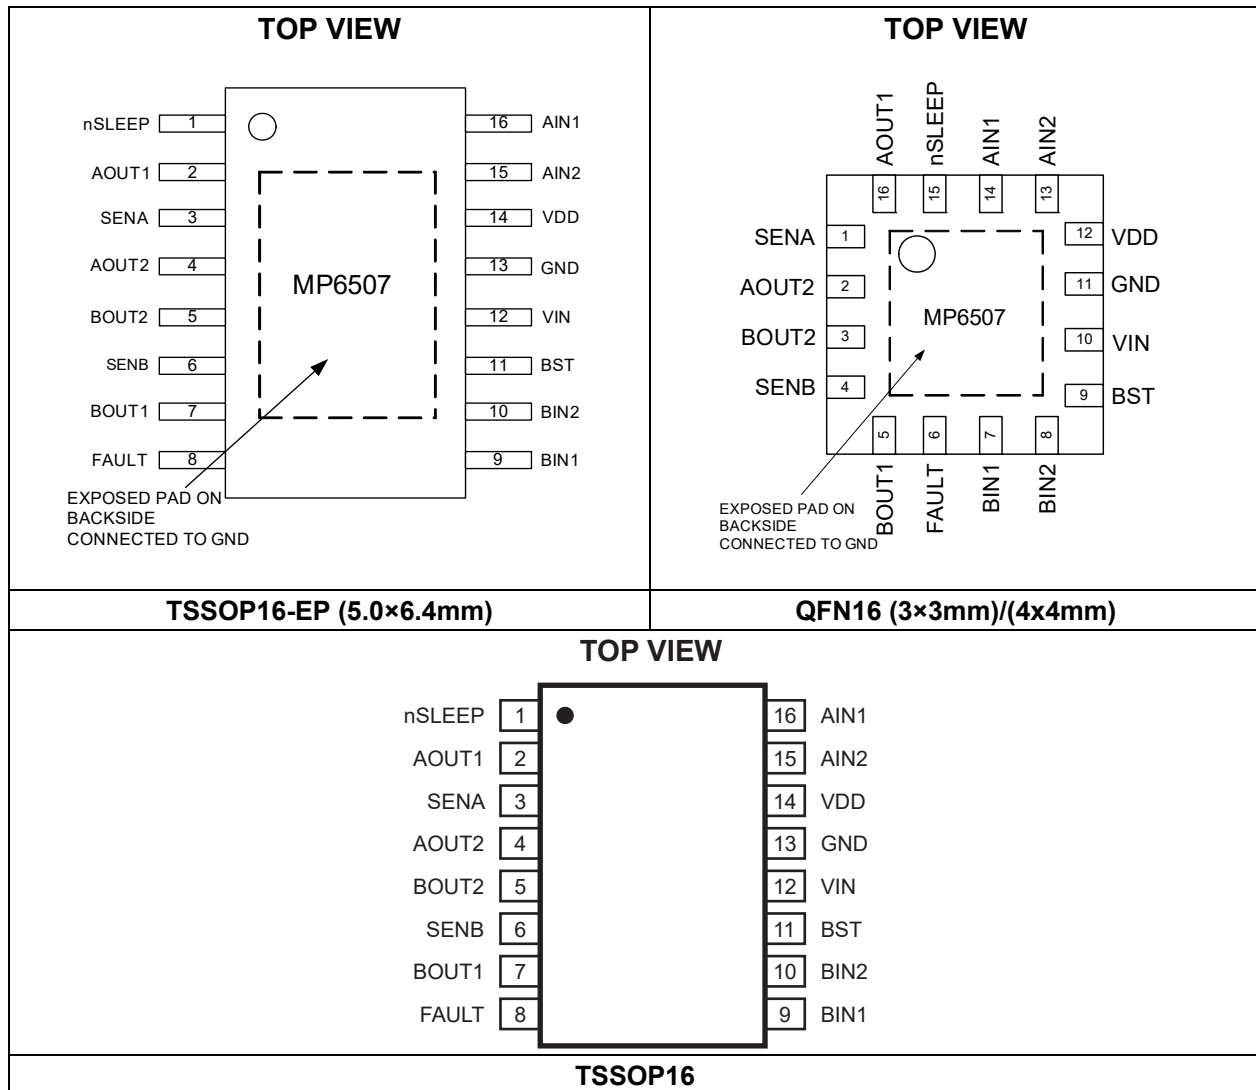 TOP VIEW
nSLEEP 1
AOUT1 2
SENA 3
AOUT2 4
BOUT2 5
SENB 6
BOUT1 7
FAULT 8
16 AIN1
15 AIN2
14 VDD
13 GND
12 VIN
11 BST
10 BIN2
9 BIN1
MP6507
EXPOSED PAD ON
BACKSIDE
CONNECTED TO GND
TSSOP16-EP (5.0×6.4mm)
TOP VIEW
AOUT1 nSLEEP AIN1 AIN2
16 15 14 13
SENA 1
AOUT2 2
BOUT2 3
SENB 4
12 VDD
11 GND
10 VIN
9 BST
MP6507
5 6 7 8
BOUT1 FAULT BIN1 BIN2
EXPOSED PAD ON
BACKSIDE
CONNECTED TO GND
QFN16 (3×3mm)/(4x4mm)
TOP VIEW
nSLEEP 1
AOUT1 2
SENA 3
AOUT2 4
BOUT2 5
SENB 6
BOUT1 7
FAULT 8
16 AIN1
15 AIN2
14 VDD
13 GND
12 VIN
11 BST
10 BIN2
9 BIN1
TSSOP16